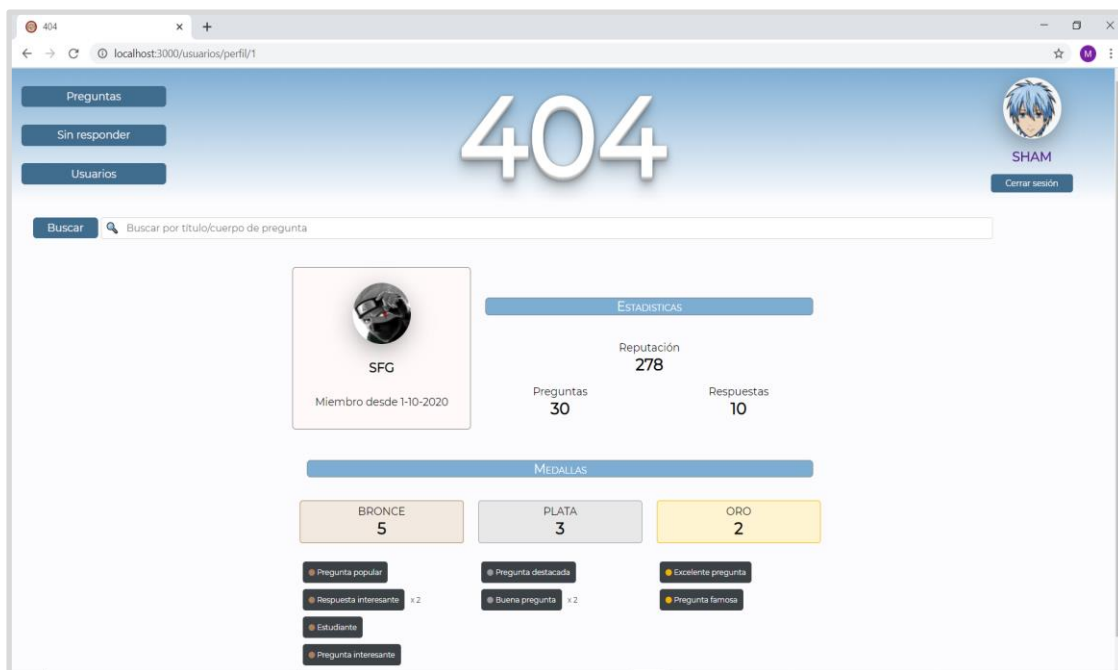 404
localhost:3000/usuarios/perfil/1
M
Preguntas
Sin responder
Usuarios
404
SHAM
Cerrar sesión
Buscar
Buscar por título/cuerpo de pregunta
SFG
Miembro desde 1-10-2020
ESTADISTICAS
Reputación
278
Preguntas
30
Respuestas
10
MEDALLAS
BRONCE
5
PLATA
3
ORO
2
Pregunta popular
Respuesta interesante x 2
Estudiante
Pregunta interesante
Pregunta destacada
Buena pregunta x 2
Excelente pregunta
Pregunta famosa